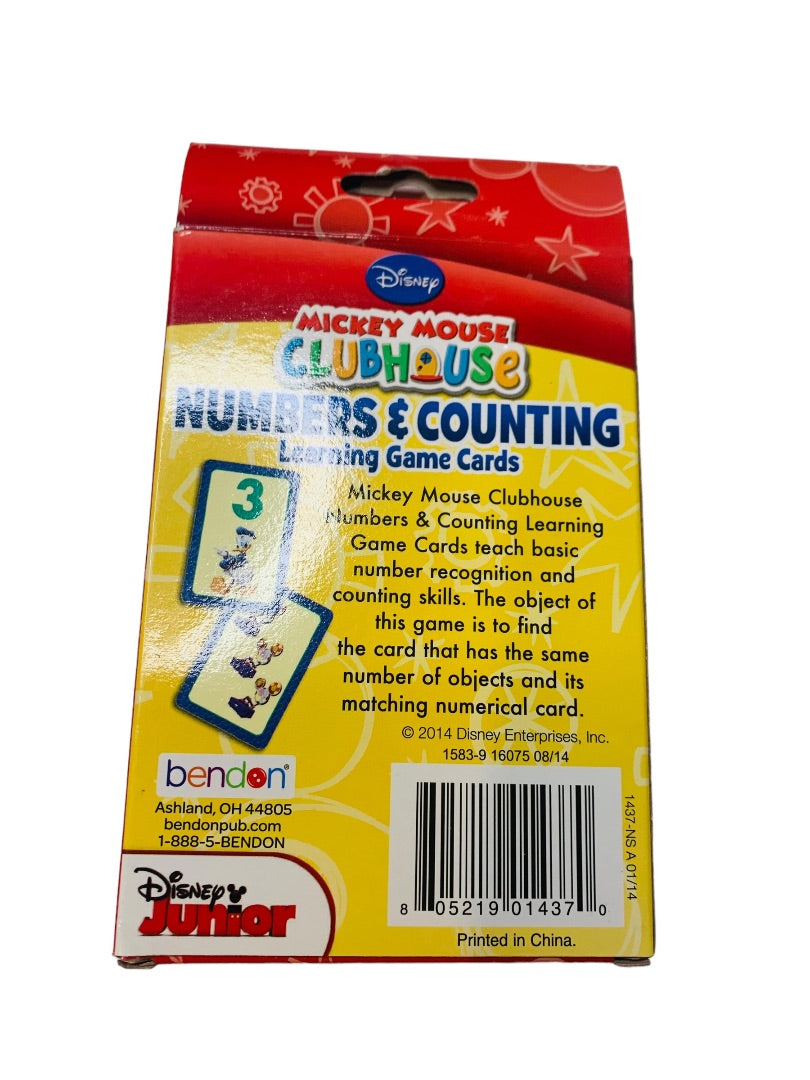 Disney
MICKEY MOUSE
CLUBHOUSE
NUMBERS & COUNTING
Learning Game Cards
3
Mickey Mouse Clubhouse
Numbers & Counting Learning
Game Cards teach basic
number recognition and
counting skills. The object of
this game is to find
the card that has the same
number of objects and its
matching numerical card.
© 2014 Disney Enterprises, Inc.
1583-9 16075 08/14
bendon®
Ashland, OH 44805
bendonpub.com
1-888-5-BENDON
Disney
Junior
8 05219 01437 0
Printed in China.
1437-NS A 01/14